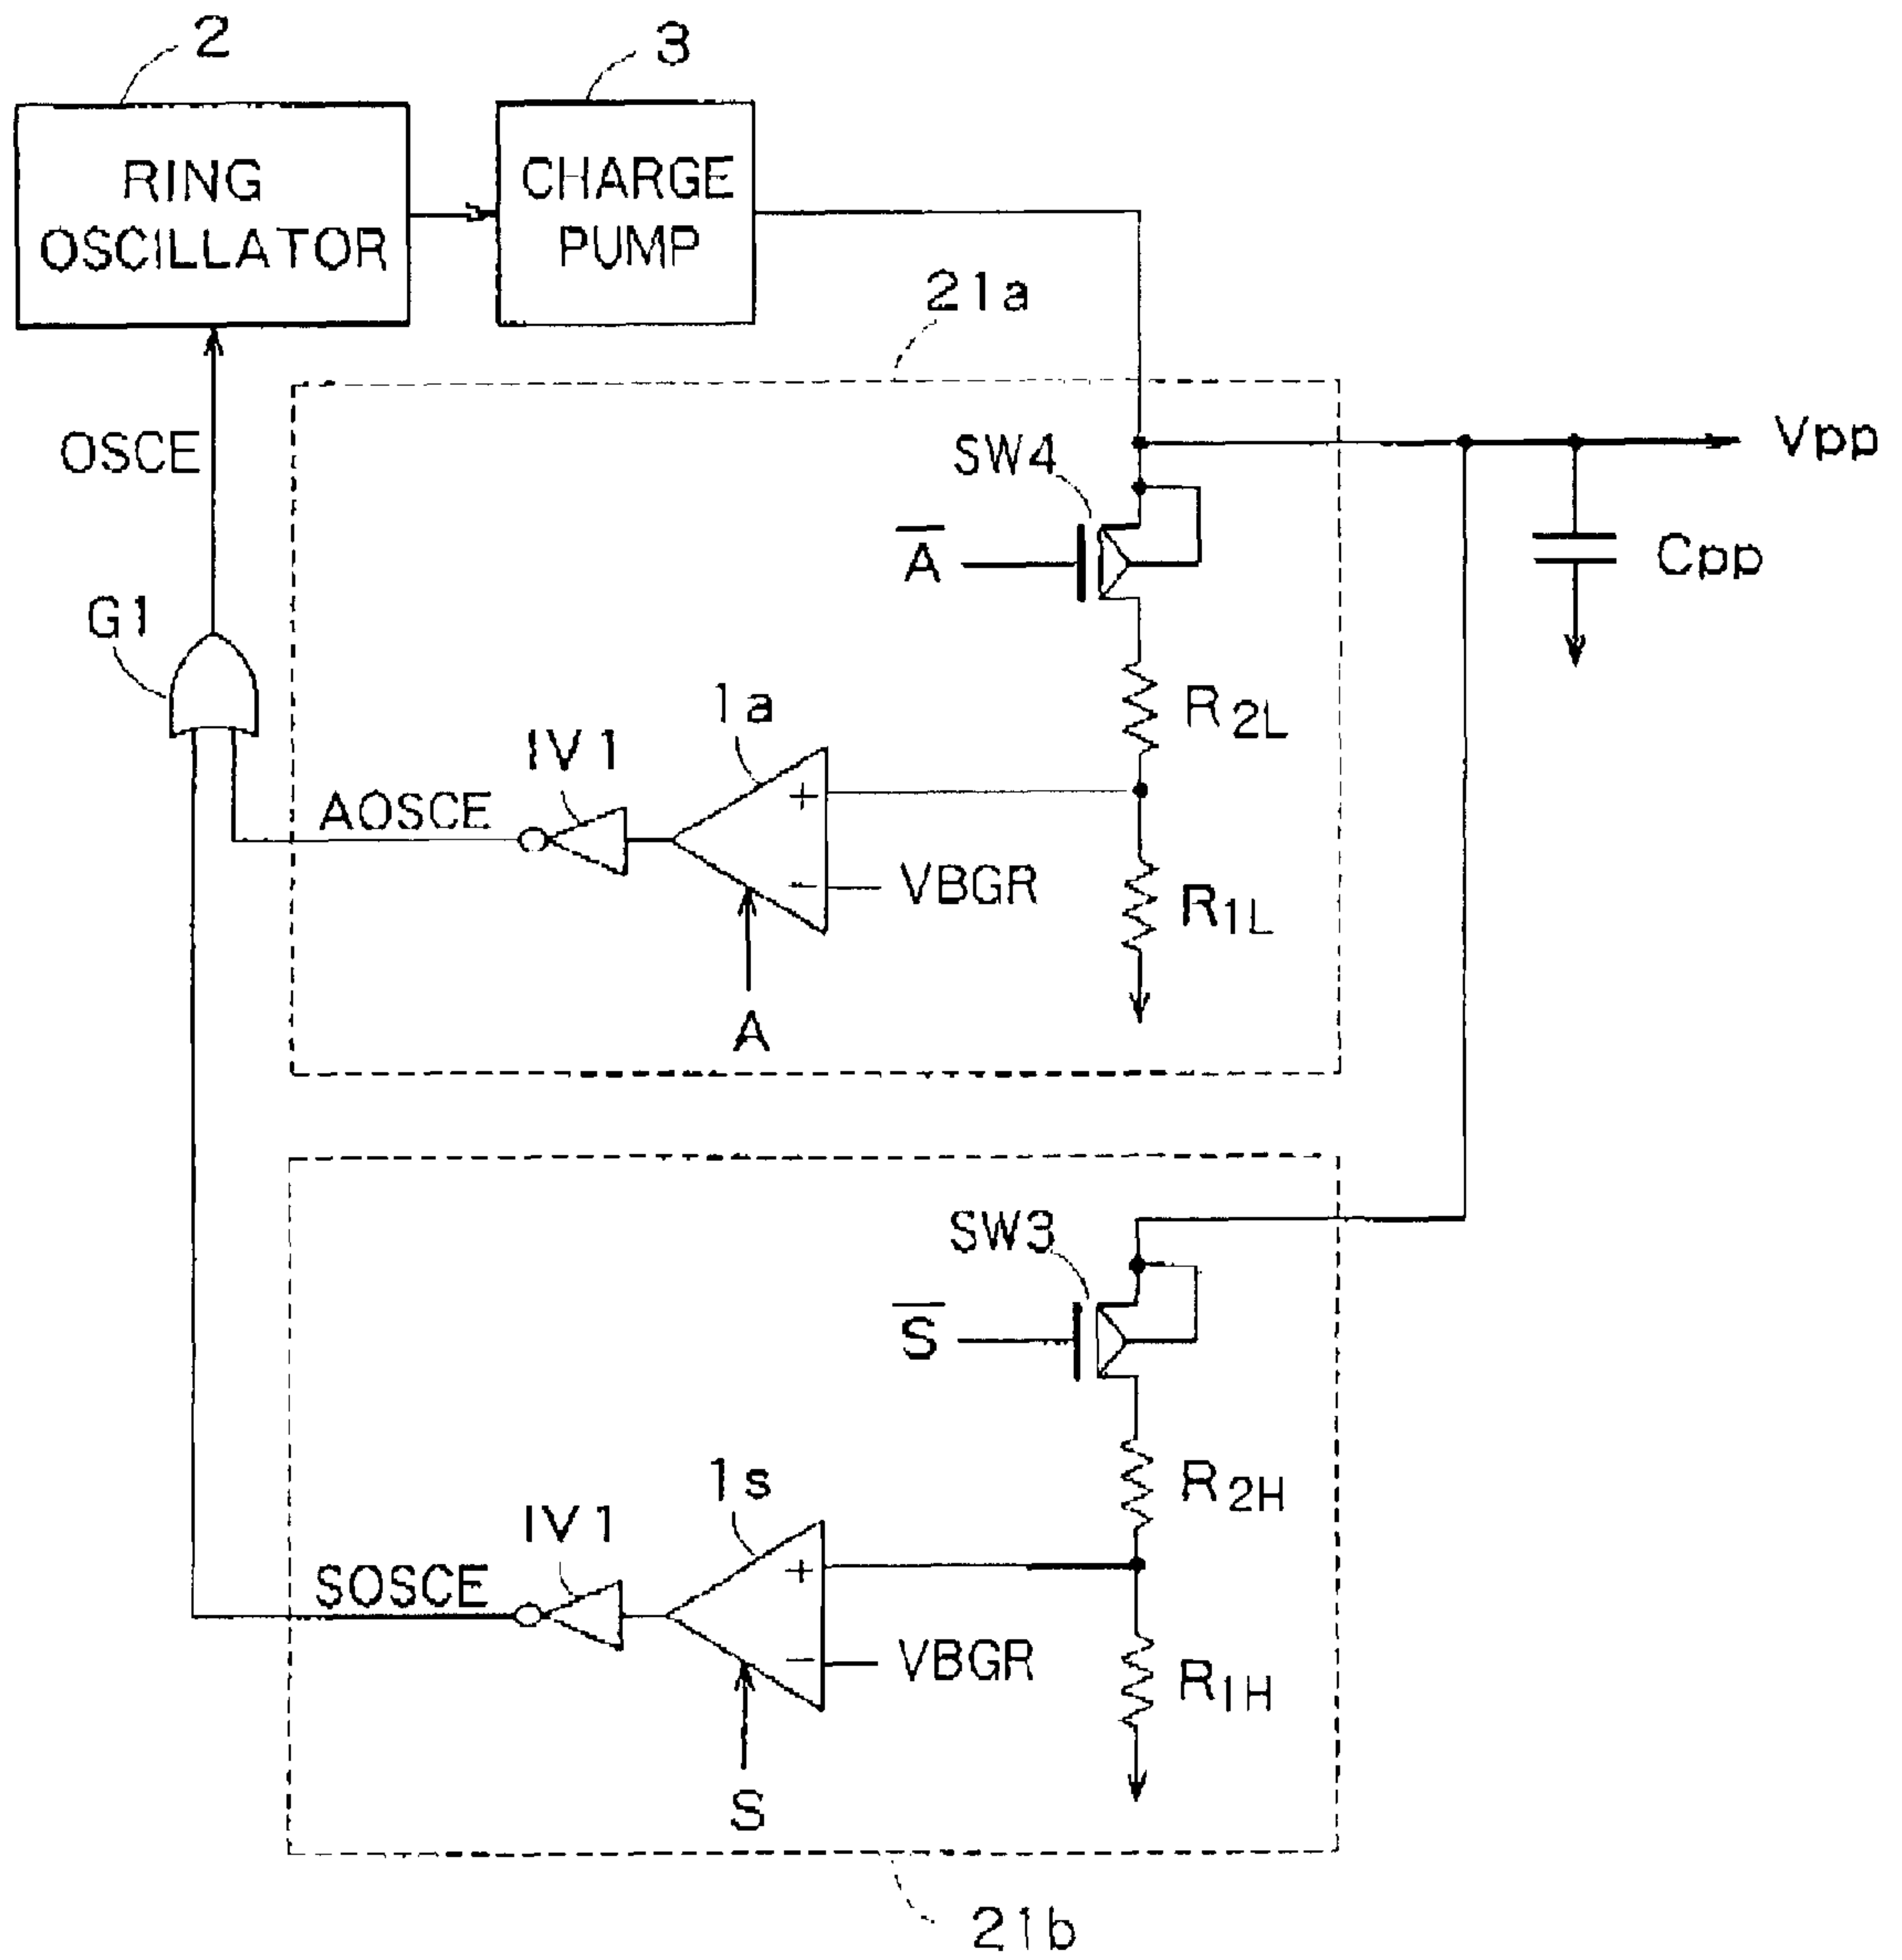 2
3
RING
OSCILLATOR
CHARGE
PUMP
21a
OSCE
SW4
Vpp
A̅
Cpp
G1
R2L
1a
IV1
+
AOSCE
−
VBGR
R1L
A
SW3
S̅
R2H
1s
IV1
+
SOSCE
−
VBGR
R1H
S
21b